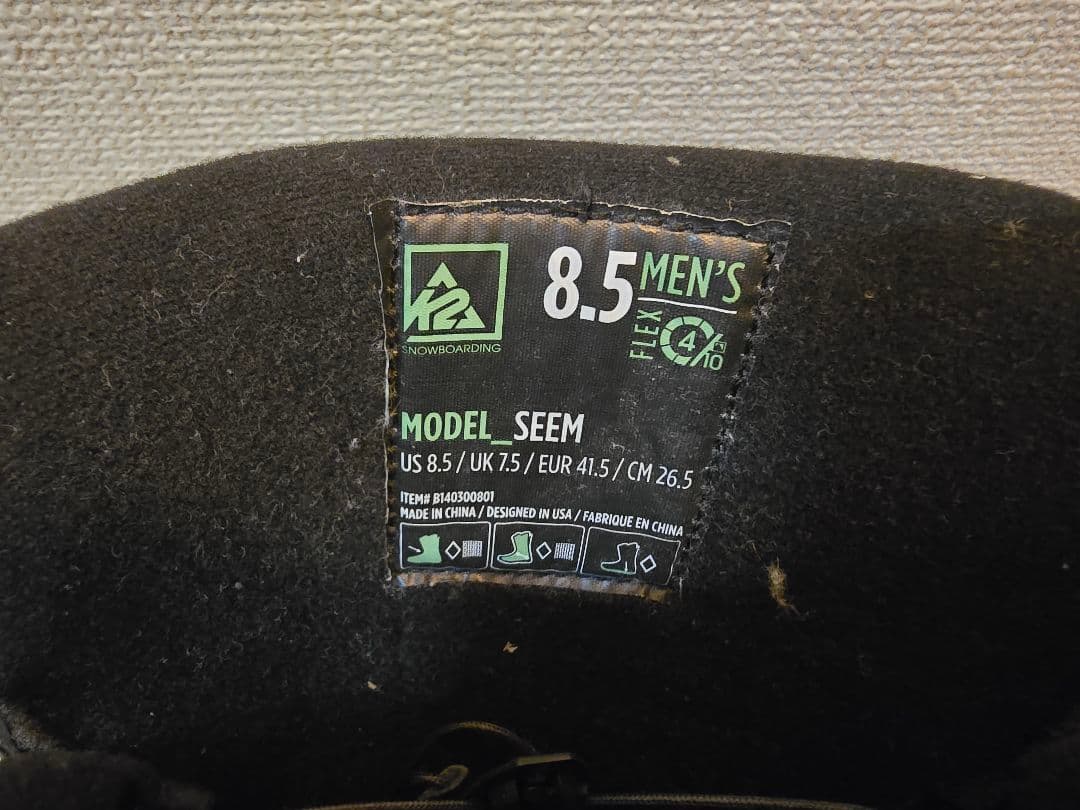 K2
SNOWBOARDING
8.5 MEN'S
FLEX 4/10
MODEL_SEEM
US 8.5 / UK 7.5 / EUR 41.5 / CM 26.5
ITEM# B140300801
MADE IN CHINA / DESIGNED IN USA / FABRIQUE EN CHINA